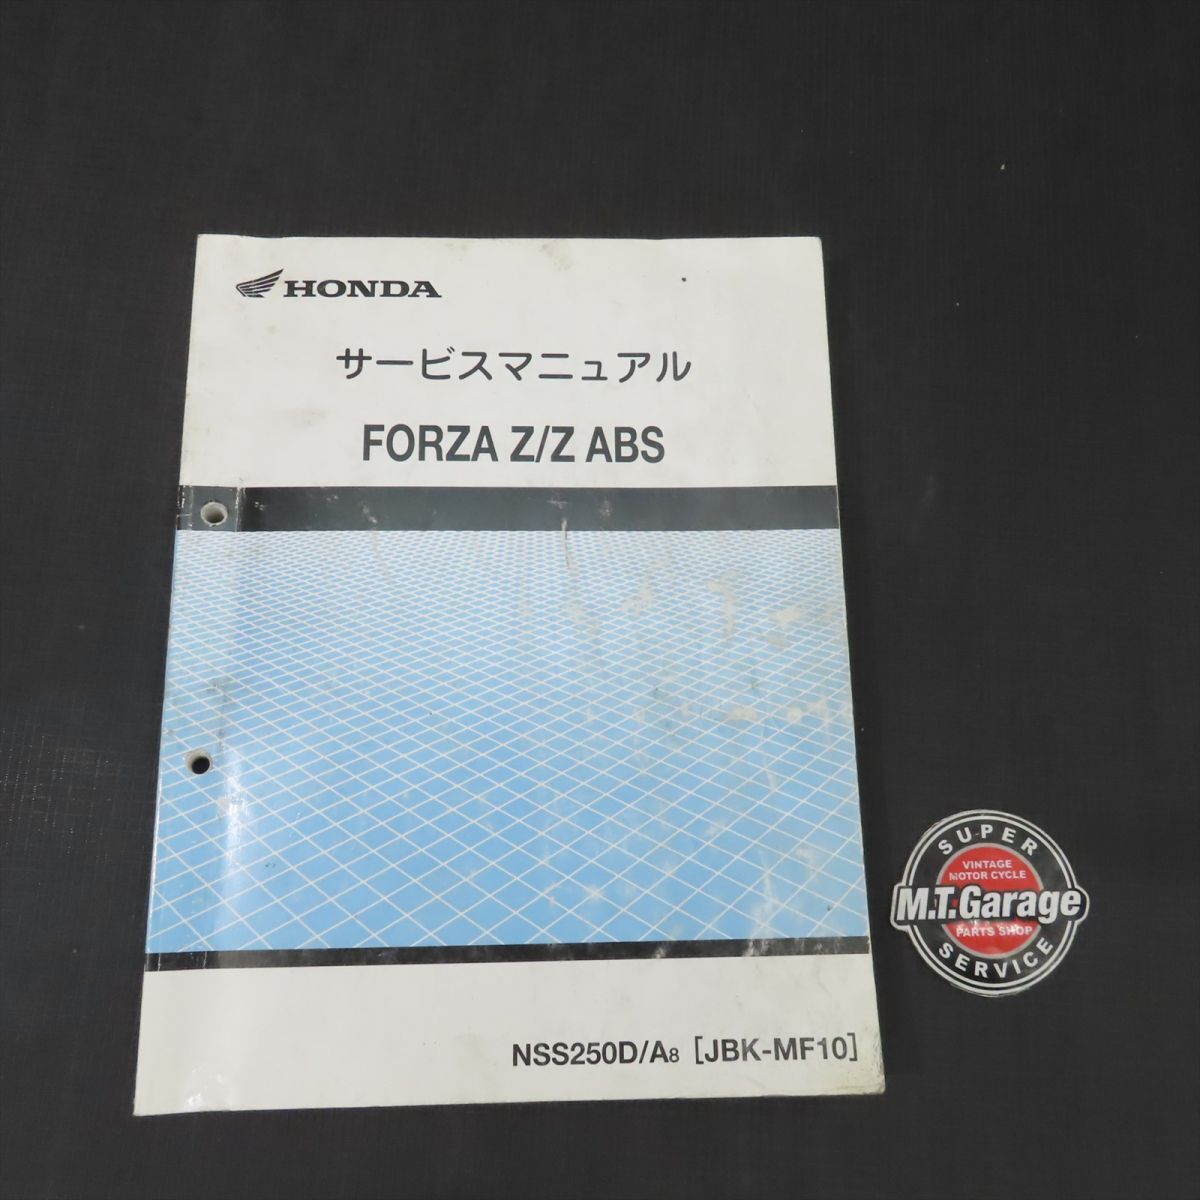 HONDA
サービスマニュアル
FORZA Z/Z ABS
NSS250D/A8 [JBK-MF10]
SUPER
VINTAGE
MOTOR CYCLE
M.T.Garage
PARTS SHOP
SERVICE